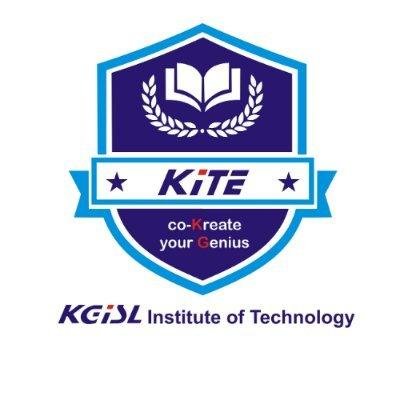 KiTE
co-Kreate
your Genius
KGiSL Institute of Technology